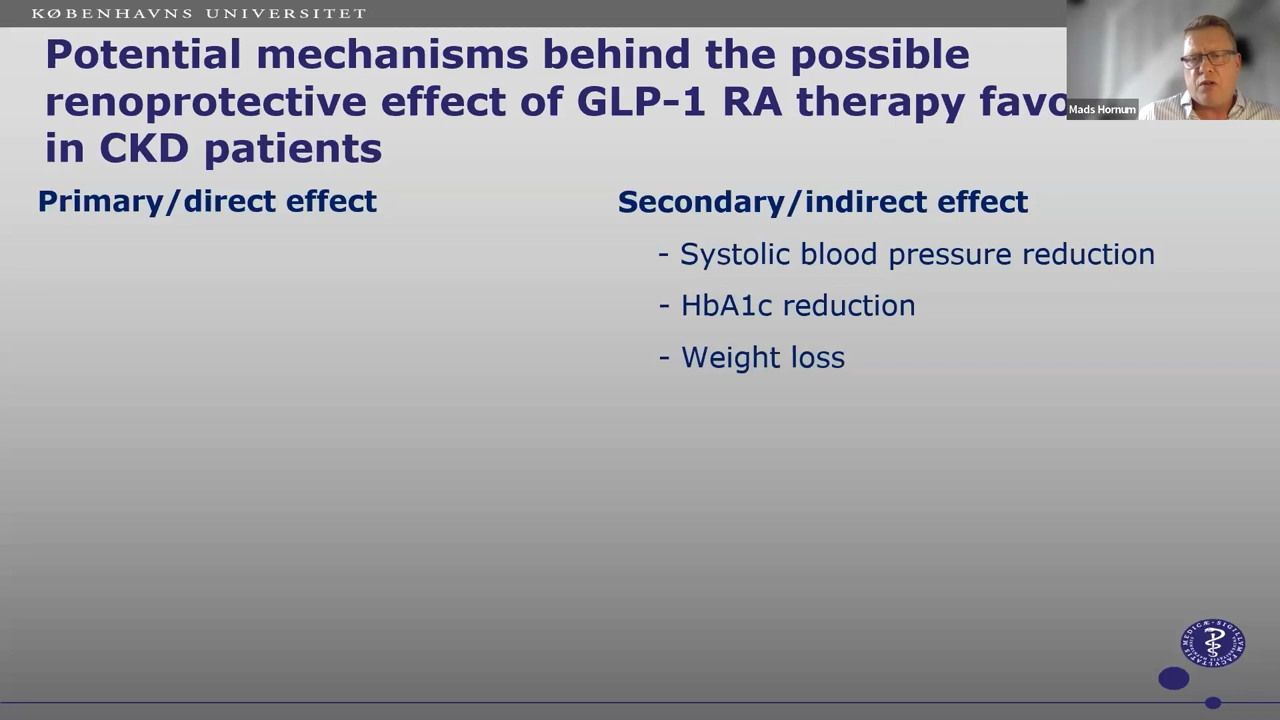 KØBENHAVNS UNIVERSITET
Potential mechanisms behind the possible
renoprotective effect of GLP-1 RA therapy favo
in CKD patients
Mads Hornum
Primary/direct effect
Secondary/indirect effect
- Systolic blood pressure reduction
- HbA1c reduction
- Weight loss